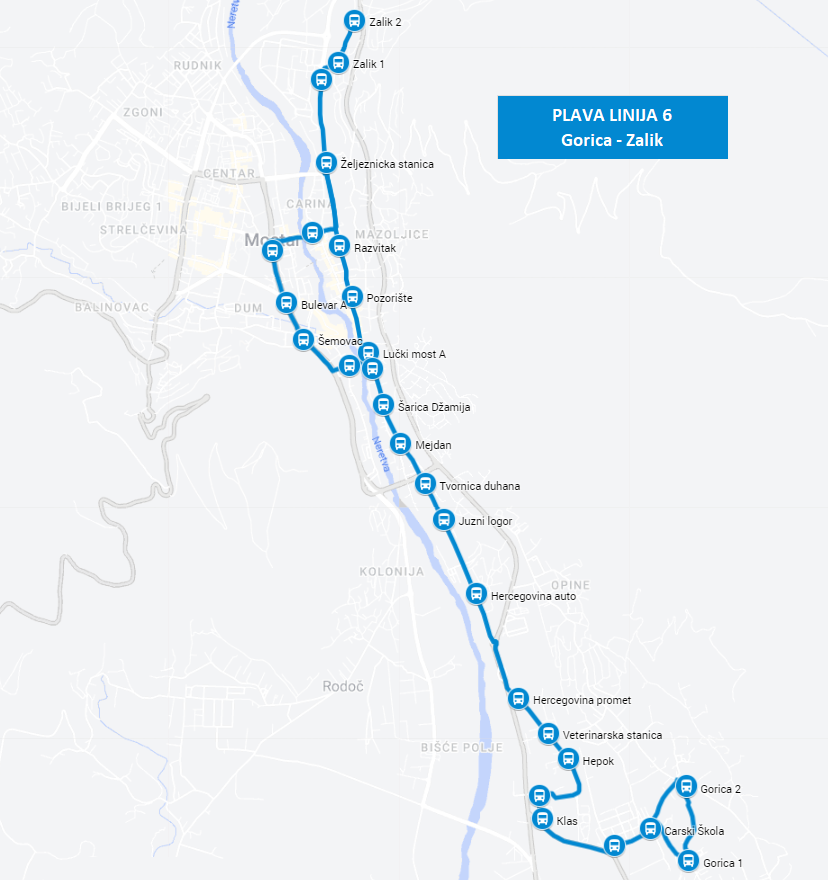 Neretva
Zalik 2
RUDNIK
Zalik 1
ZGONI
PLAVA LINIJA 6
Gorica - Zalik
Željeznicka stanica
CENTAR
BIJELI BRIJEG 1
CARINA
STRELČEVINA
MAZOLJICE
Mostar
Razvitak
Pozorište
BALINOVAC
DUM
Bulevar A
Šemovac
Lučki most A
Šarica Džamija
Neretva
Mejdan
Tvornica duhana
Juzni logor
KOLONIJA
OPINE
Hercegovina auto
Rodoč
Hercegovina promet
Veterinarska stanica
BIŠĆE POLJE
Hepok
Gorica 2
Klas
Carski Škola
Gorica 1